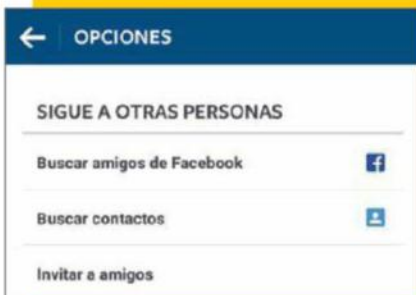 OPCIONES
SIGUE A OTRAS PERSONAS
Buscar amigos de Facebook
Buscar contactos
Invitar a amigos